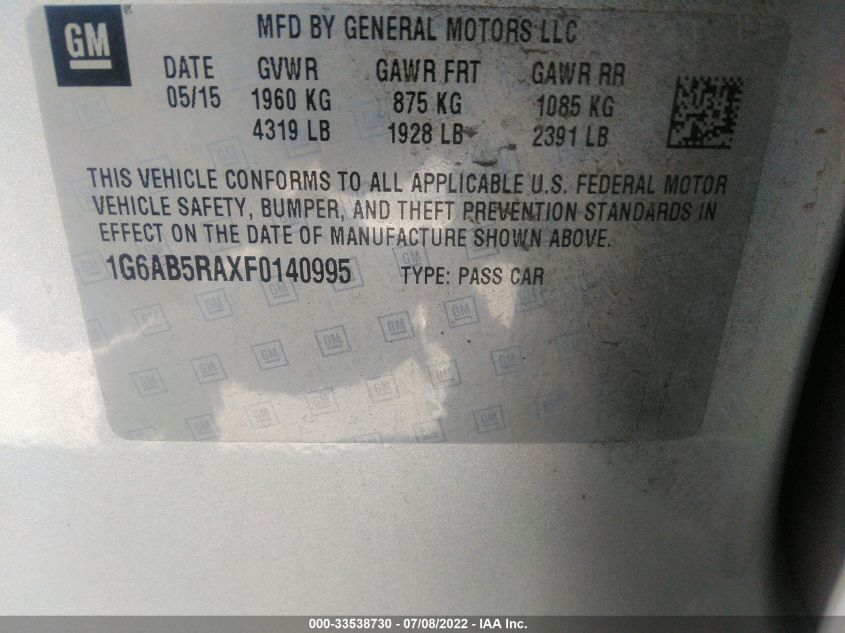 GM
MFD BY GENERAL MOTORS LLC
DATE GVWR GAWR FRT GAWR RR
05/15 1960 KG 875 KG 1085 KG
4319 LB 1928 LB 2391 LB
THIS VEHICLE CONFORMS TO ALL APPLICABLE U.S. FEDERAL MOTOR
VEHICLE SAFETY, BUMPER, AND THEFT PREVENTION STANDARDS IN
EFFECT ON THE DATE OF MANUFACTURE SHOWN ABOVE.
1G6AB5RAXF0140995 TYPE: PASS CAR
000-33538730 - 07/08/2022 - IAA Inc.